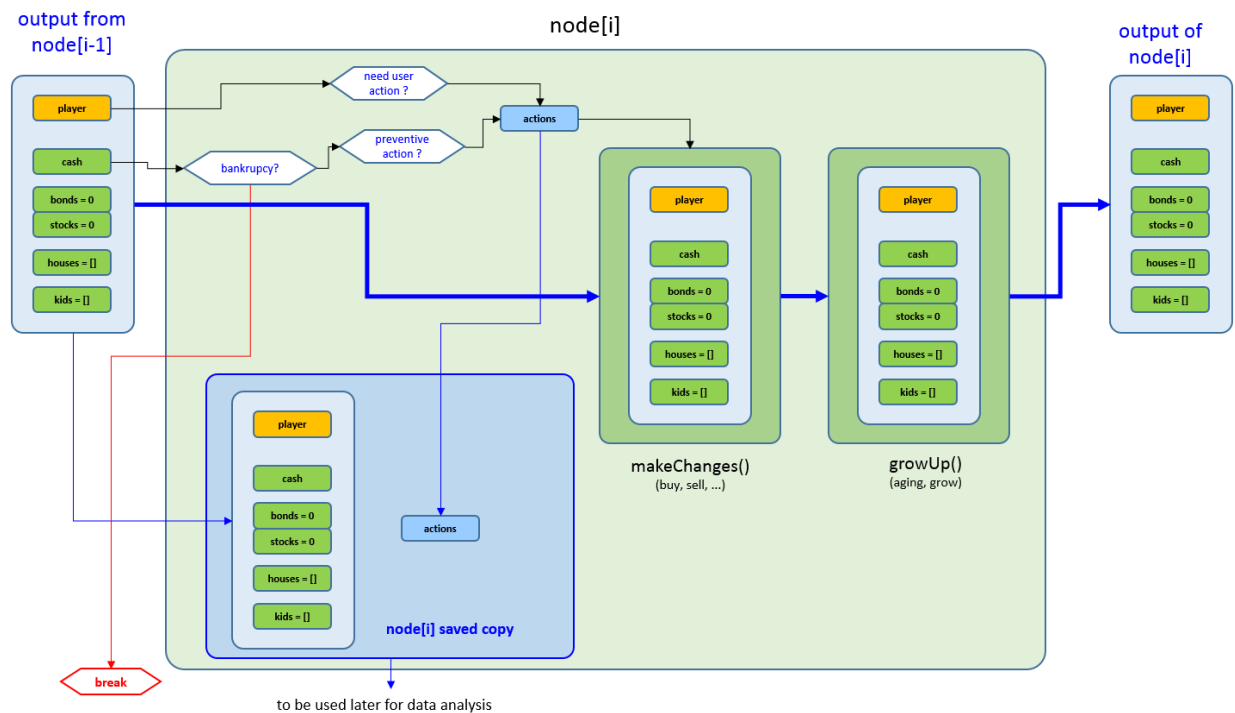 output from
node[i-1]
player
cash
bonds = 0
stocks = 0
houses = []
kids = []
node[i]
need user
action ?
bankrupcy?
preventive
action ?
actions
player
cash
bonds = 0
stocks = 0
houses = []
kids = []
makeChanges()
(buy, sell, ...)
player
cash
bonds = 0
stocks = 0
houses = []
kids = []
growUp()
(aging, grow)
player
cash
bonds = 0
stocks = 0
houses = []
kids = []
actions
node[i] saved copy
break
to be used later for data analysis
output of
node[i]
player
cash
bonds = 0
stocks = 0
houses = []
kids = []